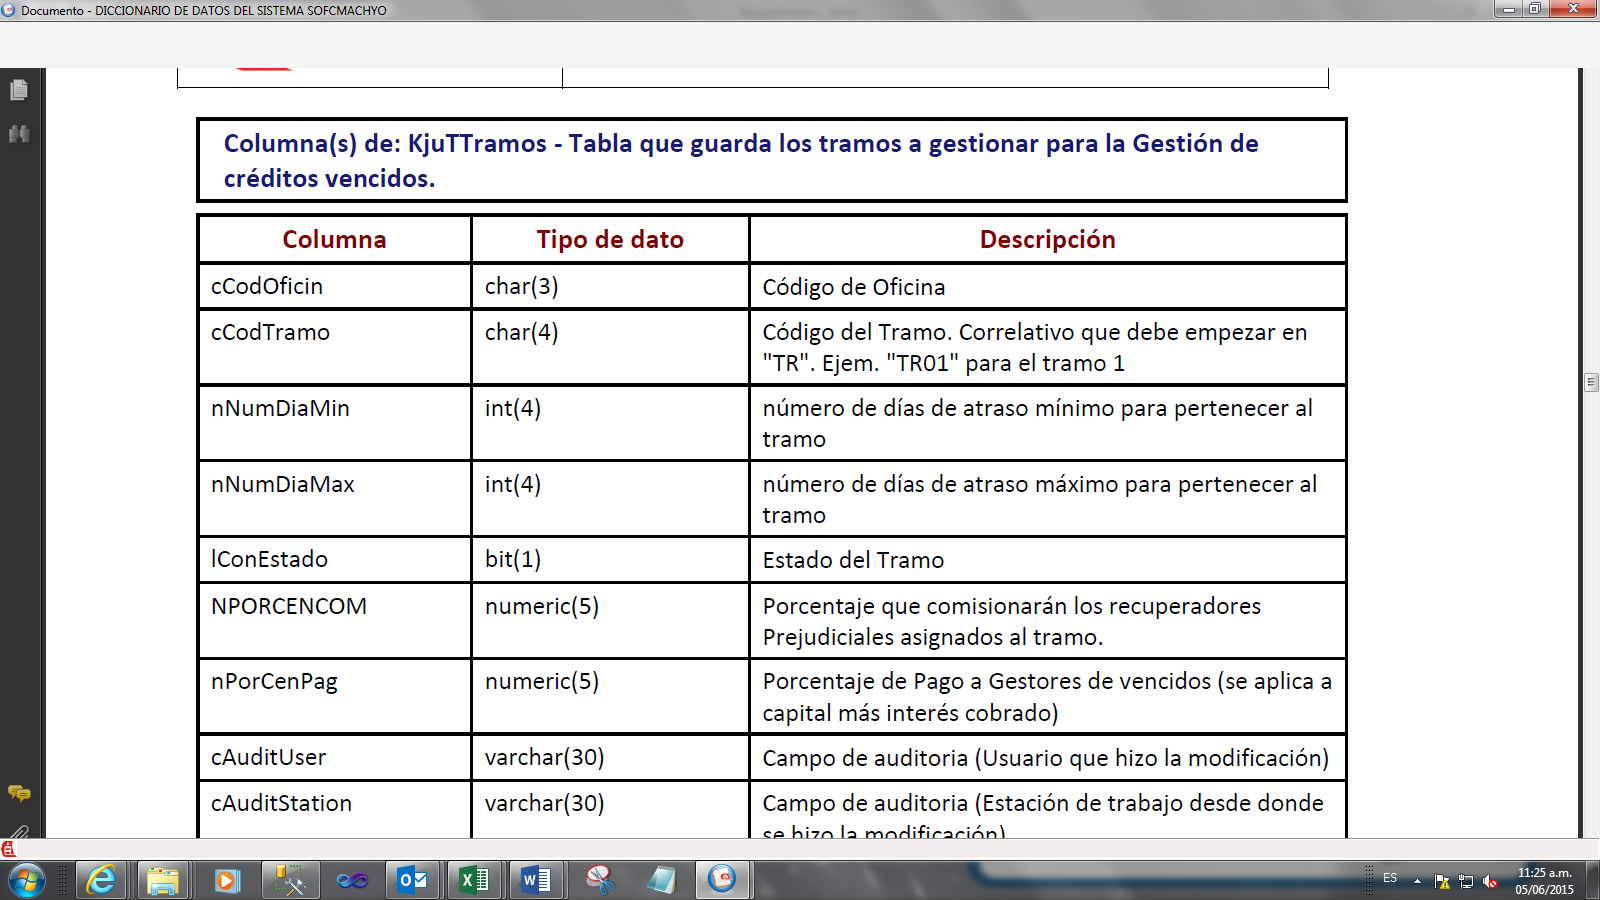 Documento - DICCIONARIO DE DATOS DEL SISTEMA SOFCMACHYO
Columna(s) de: KjuTTramos - Tabla que guarda los tramos a gestionar para la Gestión de
créditos vencidos.
Columna Tipo de dato Descripción
cCodOficin char(3) Código de Oficina
cCodTramo char(4) Código del Tramo. Correlativo que debe empezar en
"TR". Ejem. "TR01" para el tramo 1
nNumDiaMin int(4) número de días de atraso mínimo para pertenecer al
tramo
nNumDiaMax int(4) número de días de atraso máximo para pertenecer al
tramo
lConEstado bit(1) Estado del Tramo
NPORCENCOM numeric(5) Porcentaje que comisionarán los recuperadores
Prejudiciales asignados al tramo.
nPorCenPag numeric(5) Porcentaje de Pago a Gestores de vencidos (se aplica a
capital más interés cobrado)
cAuditUser varchar(30) Campo de auditoria (Usuario que hizo la modificación)
cAuditStation varchar(30) Campo de auditoria (Estación de trabajo desde donde
se hizo la modificación)
ES
11:25 a.m.
05/06/2015